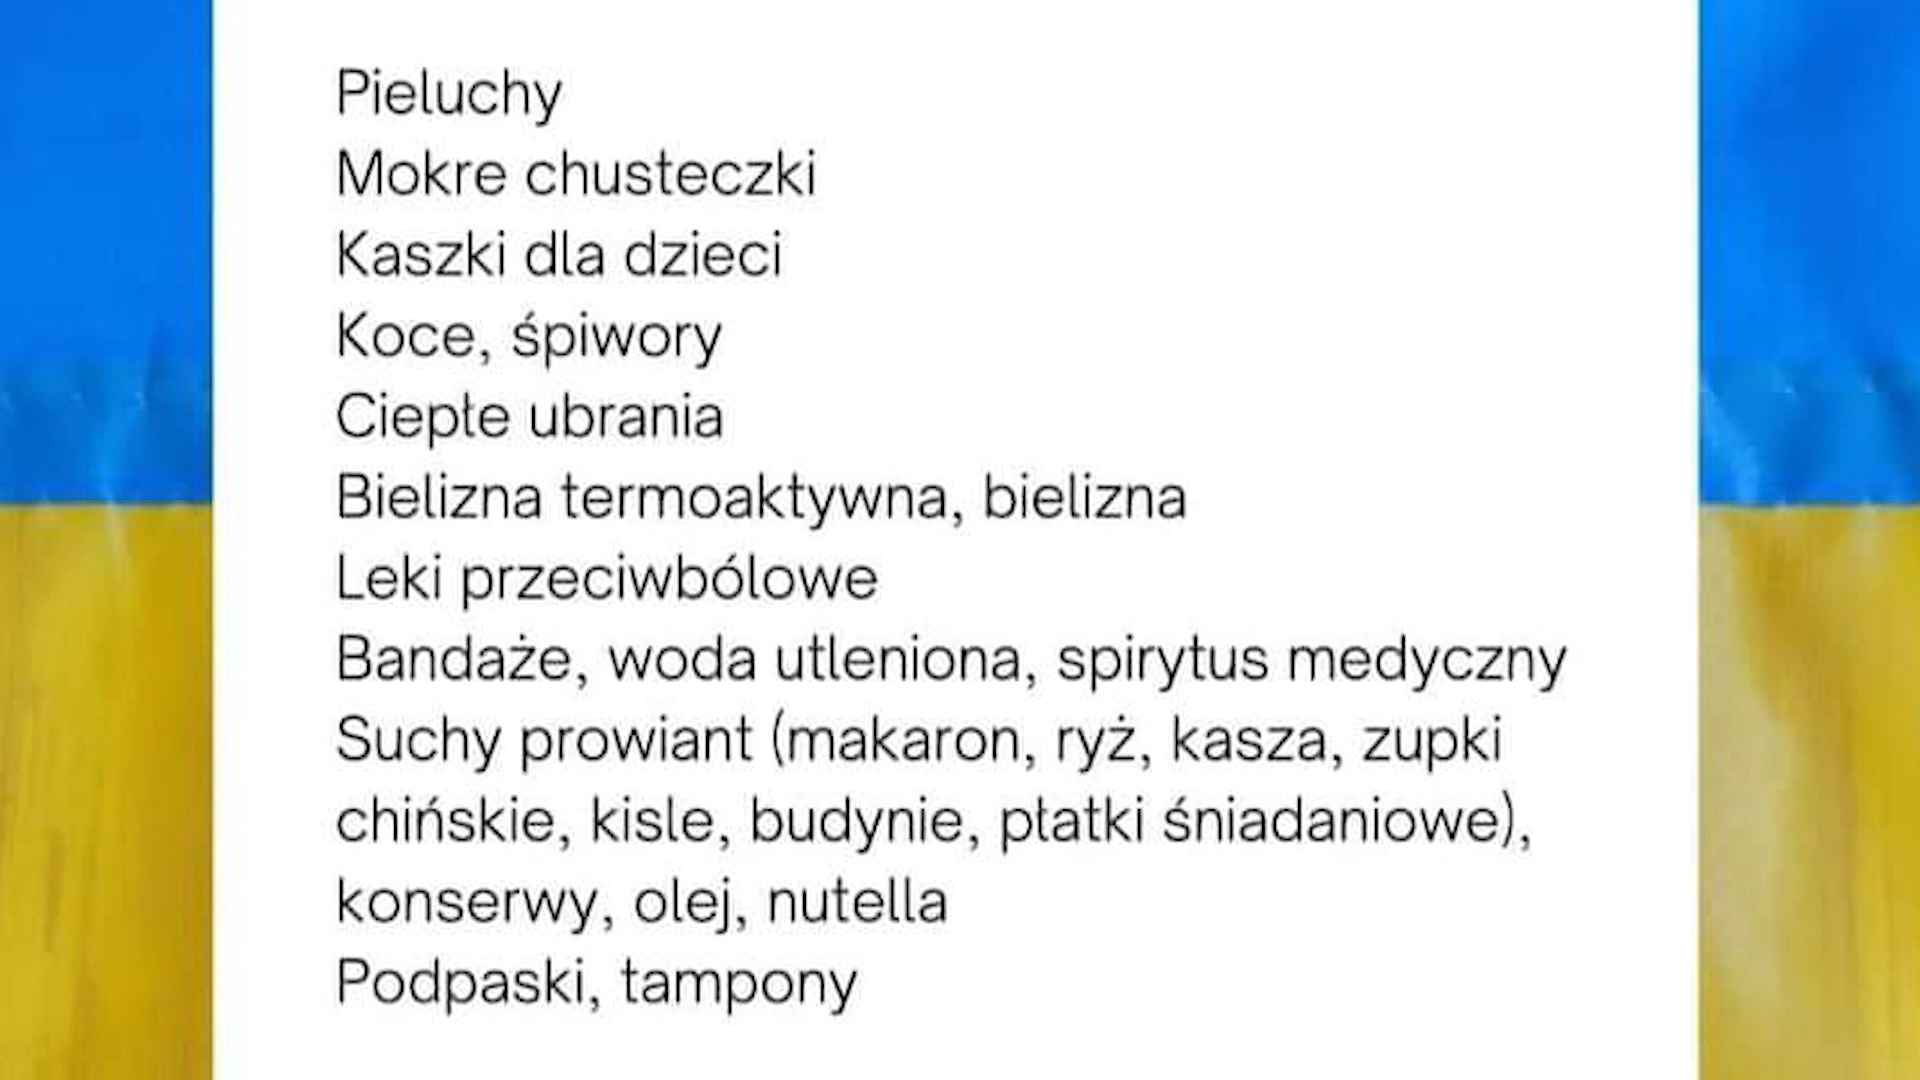 Pieluchy
Mokre chusteczki
Kaszki dla dzieci
Koce, śpiwory
Ciepłe ubrania
Bielizna termoaktywna, bielizna
Leki przeciwbólowe
Bandaże, woda utleniona, spirytus medyczny
Suchy prowiant (makaron, ryż, kasza, zupki
chińskie, kisle, budynie, płatki śniadaniowe),
konserwy, olej, nutella
Podpaski, tampony